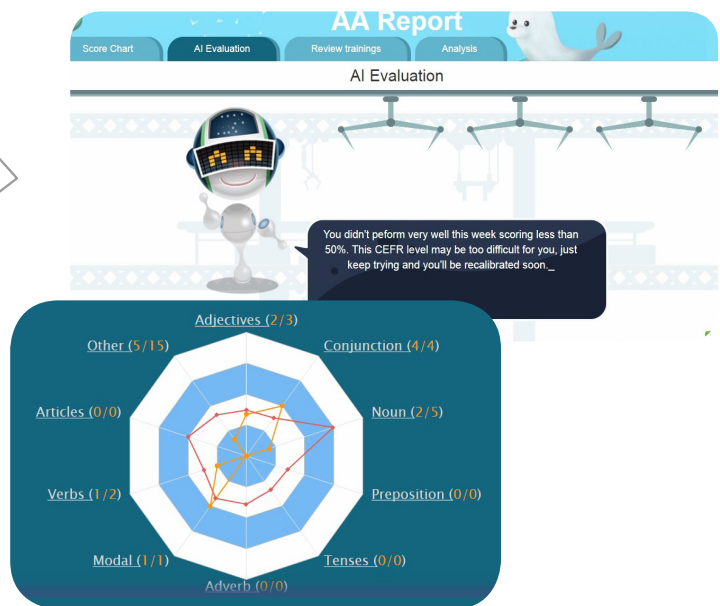 AA Report
Score Chart
AI Evaluation
Review trainings
Analysis
AI Evaluation
You didn't peform very well this week scoring less than
50%. This CEFR level may be too difficult for you, just
keep trying and you'll be recalibrated soon._
Adjectives (2/3)
Other (5/15)
Conjunction (4/4)
Articles (0/0)
Noun (2/5)
Verbs (1/2)
Preposition (0/0)
Modal (1/1)
Tenses (0/0)
Adverb (0/0)